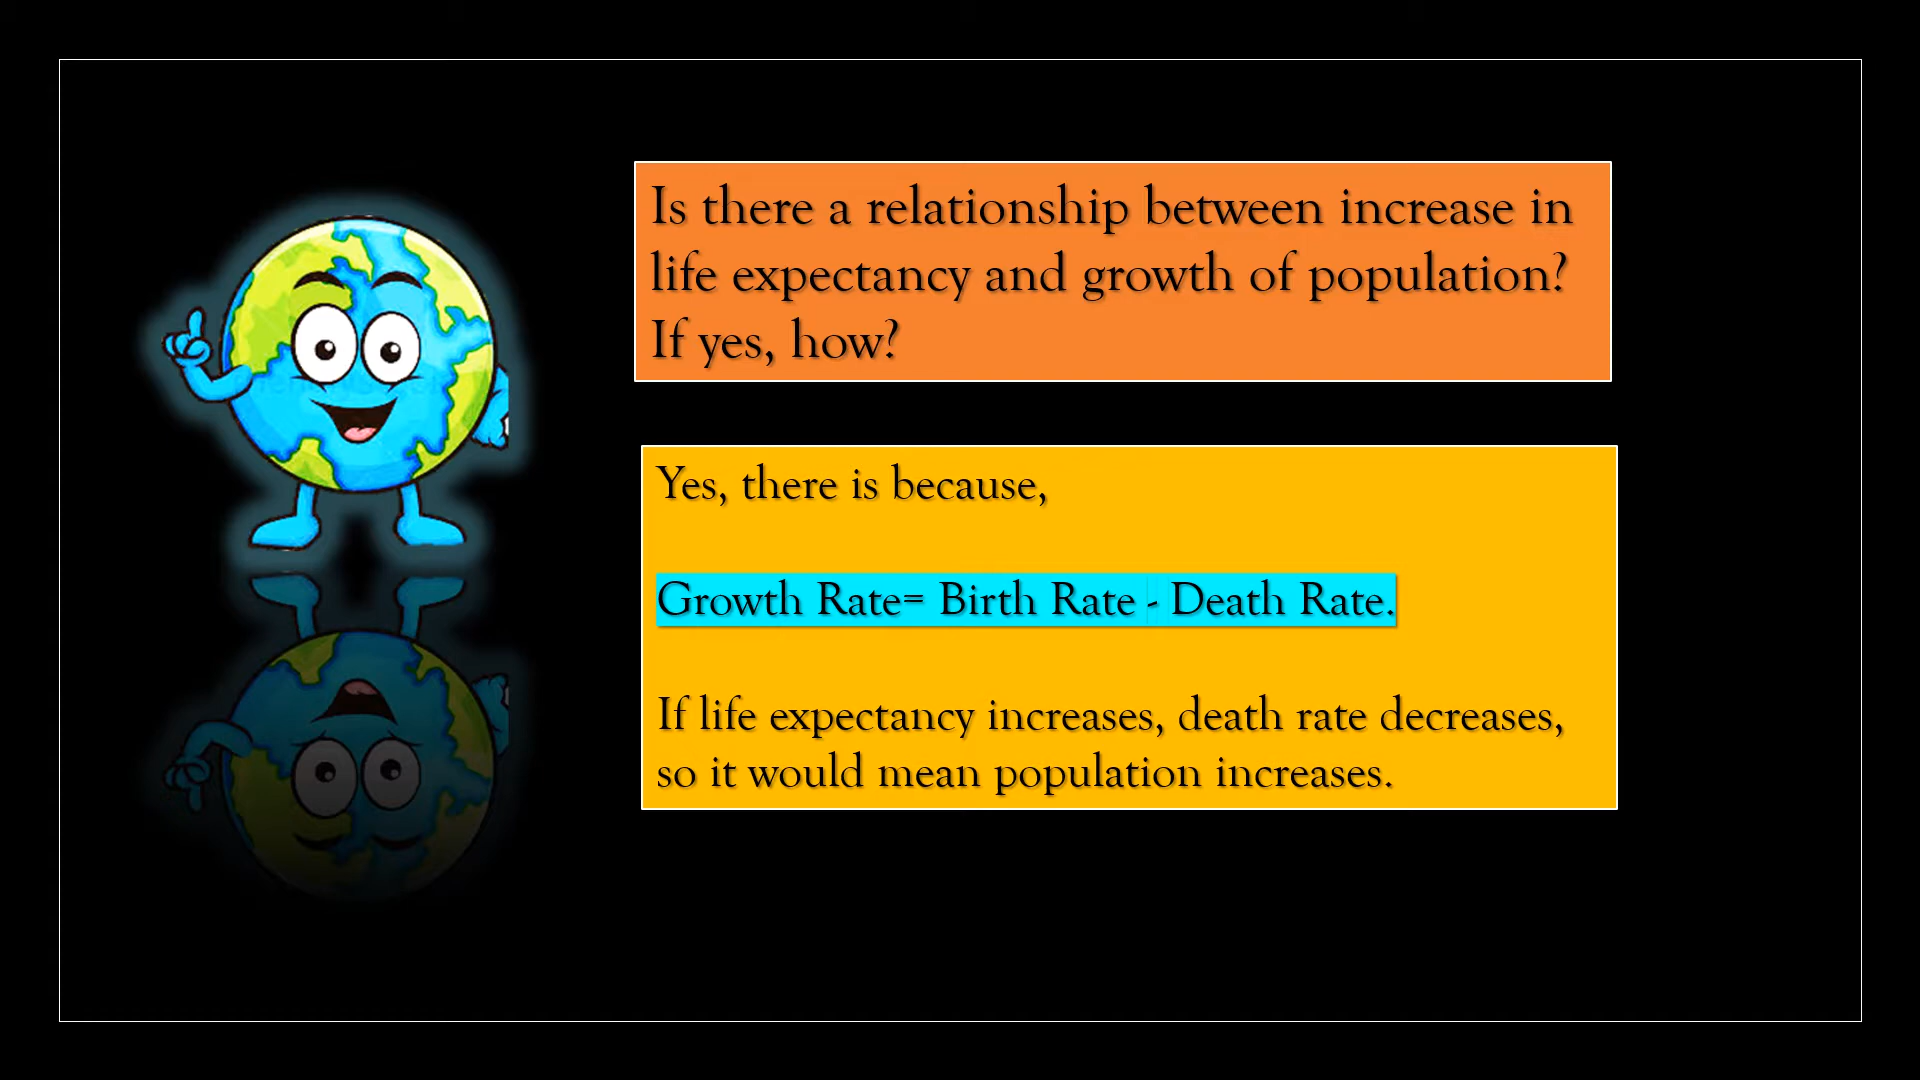 Is there a relationship between increase in
life expectancy and growth of population?
If yes, how?
Yes, there is because,
Growth Rate= Birth Rate - Death Rate.
If life expectancy increases, death rate decreases,
so it would mean population increases.